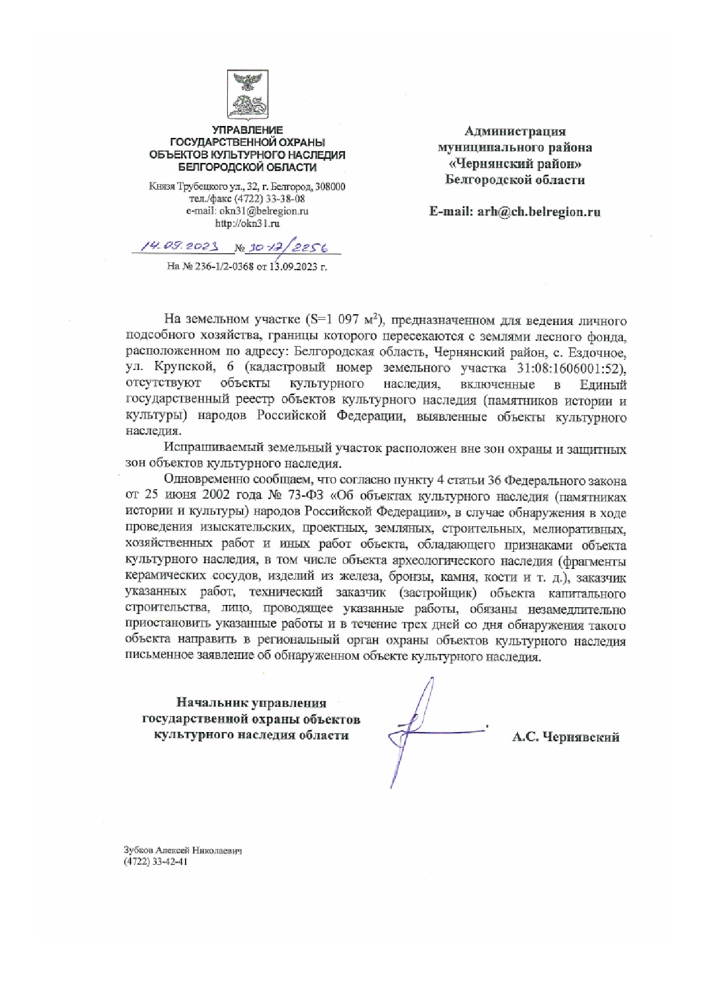 УПРАВЛЕНИЕ
ГОСУДАРСТВЕННОЙ ОХРАНЫ
ОБЪЕКТОВ КУЛЬТУРНОГО НАСЛЕДИЯ
БЕЛГОРОДСКОЙ ОБЛАСТИ
Князя Трубецкого ул., 32, г. Белгород, 308000
тел./факс (4722) 33-38-08
e-mail: okn31@belregion.ru
http://okn31.ru
14.09.2023 № 30-12/2256
На № 236-1/2-0368 от 13.09.2023 г.
Администрация
муниципального района
«Чернянский район»
Белгородской области
E-mail: arh@ch.belregion.ru
На земельном участке (S=1 097 м²), предназначенном для ведения личного
подсобного хозяйства, границы которого пересекаются с землями лесного фонда,
расположенном по адресу: Белгородская область, Чернянский район, с. Ездочное,
ул. Крупской, 6 (кадастровый номер земельного участка 31:08:1606001:52),
отсутствуют объекты культурного наследия, включенные в Единый
государственный реестр объектов культурного наследия (памятников истории и
культуры) народов Российской Федерации, выявленные объекты культурного
наследия.
Испрашиваемый земельный участок расположен вне зон охраны и защитных
зон объектов культурного наследия.
Одновременно сообщаем, что согласно пункту 4 статьи 36 Федерального закона
от 25 июня 2002 года № 73-ФЗ «Об объектах культурного наследия (памятниках
истории и культуры) народов Российской Федерации», в случае обнаружения в ходе
проведения изыскательских, проектных, земляных, строительных, мелиоративных,
хозяйственных работ и иных работ объекта, обладающего признаками объекта
культурного наследия, в том числе объекта археологического наследия (фрагменты
керамических сосудов, изделий из железа, бронзы, камня, кости и т. д.), заказчик
указанных работ, технический заказчик (застройщик) объекта капитального
строительства, лицо, проводящее указанные работы, обязаны незамедлительно
приостановить указанные работы и в течение трех дней со дня обнаружения такого
объекта направить в региональный орган охраны объектов культурного наследия
письменное заявление об обнаруженном объекте культурного наследия.
Начальник управления
государственной охраны объектов
культурного наследия области
А.С. Чернявский
Зубков Алексей Николаевич
(4722) 33-42-41